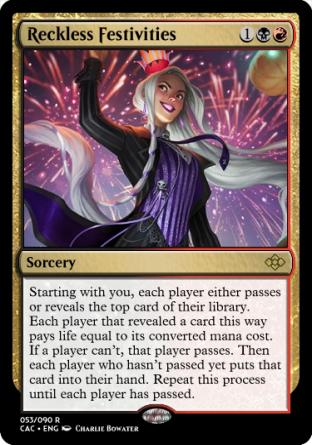 Reckless Festivities 1
Sorcery
Starting with you, each player either passes
or reveals the top card of their library.
Each player that revealed a card this way
pays life equal to its converted mana cost.
If a player can't, that player passes. Then
each player who hasn't passed yet puts that
card into their hand. Repeat this process
until each player has passed.
053/090 R
CAC • ENG Charlie Bowater